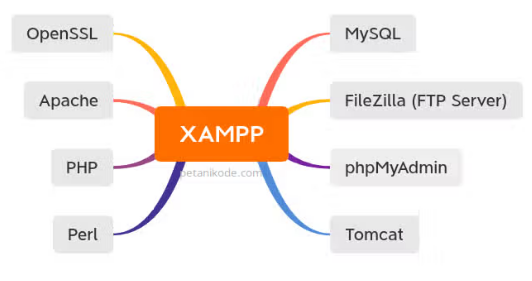 OpenSSL
MySQL
Apache
FileZilla (FTP Server)
XAMPP
PHP
petanikode.com
phpMyAdmin
Perl
Tomcat